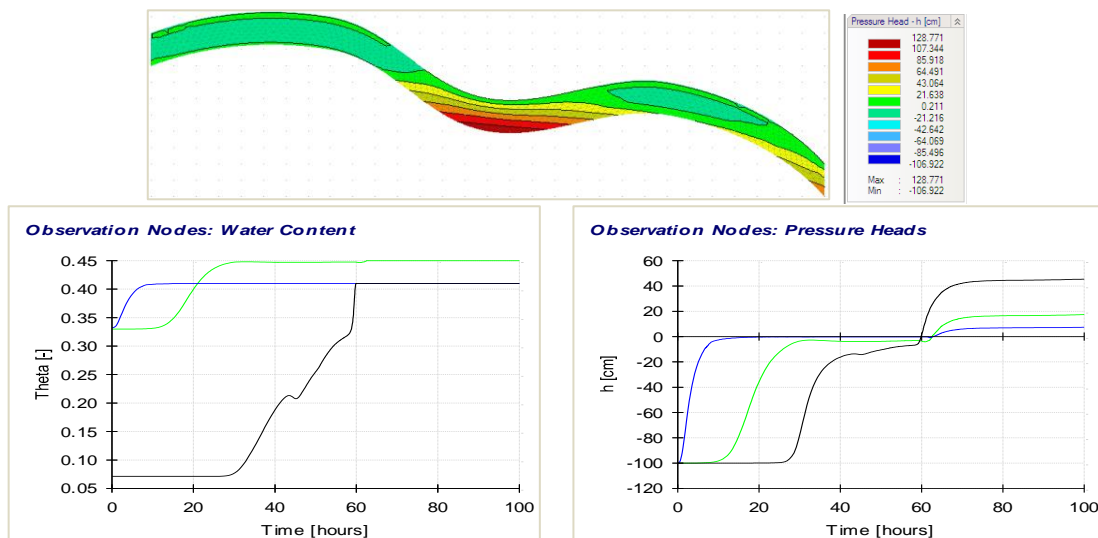 Pressure Head - h [cm]
128.771
107.344
85.918
64.491
43.064
21.638
0.211
-21.216
-42.642
-64.069
-85.496
-106.922
Max : 128.771
Min : -106.922
Observation Nodes: Water Content
0.45
0.40
0.35
0.30
0.25
0.20
0.15
0.10
0.05
Theta [-]
0 20 40 60 80 100
Time [hours]
Observation Nodes: Pressure Heads
60
40
20
0
-20
-40
-60
-80
-100
-120
h [cm]
0 20 40 60 80 100
Time [hours]